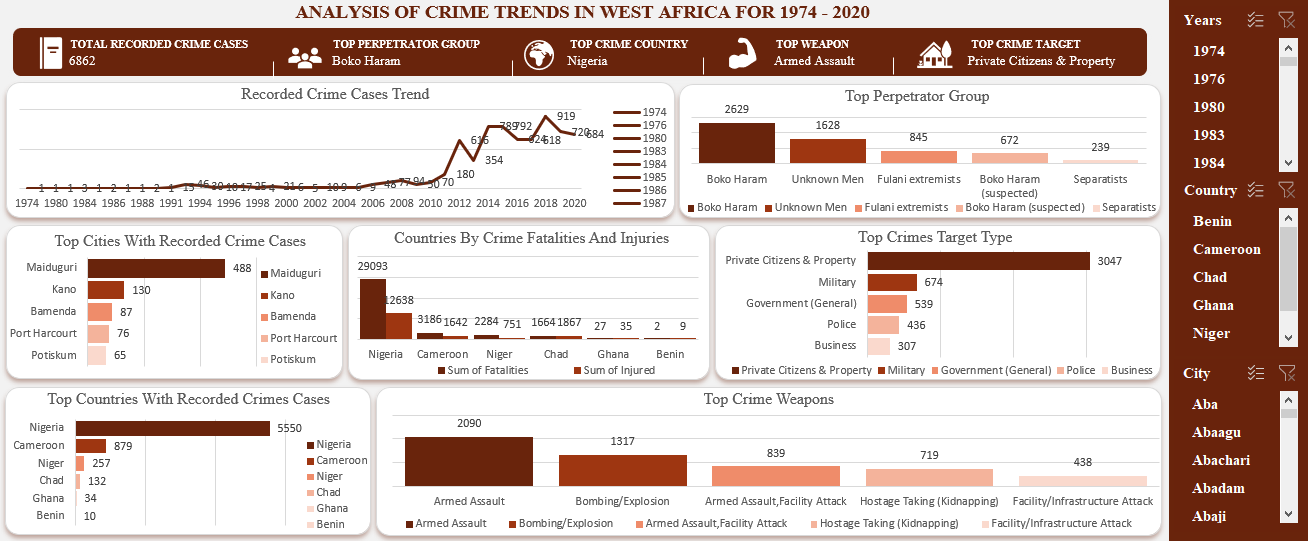 ANALYSIS OF CRIME TRENDS IN WEST AFRICA FOR 1974 - 2020
TOTAL RECORDED CRIME CASES
6862
TOP PERPETRATOR GROUP
Boko Haram
TOP CRIME COUNTRY
Nigeria
TOP WEAPON
Armed Assault
TOP CRIME TARGET
Private Citizens & Property
Recorded Crime Cases Trend
1 1 1 3 1 2 1 1 2 1 15 46 30 18 17 25 4 21 6 5 10 9 6 9 48 77 94 30 70 180 616 354 789 792 624 618 919 720 684
1974 1980 1984 1986 1988 1991 1994 1996 1998 2000 2002 2004 2006 2008 2010 2012 2014 2016 2018 2020
1974
1976
1980
1983
1984
1985
1986
1987
Top Perpetrator Group
2629 1628 845 672 239
Boko Haram Unknown Men Fulani extremists Boko Haram (suspected) Separatists
Boko Haram Unknown Men Fulani extremists Boko Haram (suspected) Separatists
Top Cities With Recorded Crime Cases
Maiduguri 488
Kano 130
Bamenda 87
Port Harcourt 76
Potiskum 65
Maiduguri
Kano
Bamenda
Port Harcourt
Potiskum
Countries By Crime Fatalities And Injuries
29093 12638 3186 1642 2284 751 1664 1867 27 35 2 9
Nigeria Cameroon Niger Chad Ghana Benin
Sum of Fatalities Sum of Injured
Top Crimes Target Type
Private Citizens & Property 3047
Military 674
Government (General) 539
Police 436
Business 307
Private Citizens & Property Military Government (General) Police Business
Top Countries With Recorded Crimes Cases
Nigeria 5550
Cameroon 879
Niger 257
Chad 132
Ghana 34
Benin 10
Nigeria
Cameroon
Niger
Chad
Ghana
Benin
Top Crime Weapons
2090 1317 839 719 438
Armed Assault Bombing/Explosion Armed Assault,Facility Attack Hostage Taking (Kidnapping) Facility/Infrastructure Attack
Armed Assault Bombing/Explosion Armed Assault,Facility Attack Hostage Taking (Kidnapping) Facility/Infrastructure Attack
Years
1974
1976
1980
1983
1984
Country
Benin
Cameroon
Chad
Ghana
Niger
City
Aba
Abaagu
Abachari
Abadam
Abaji